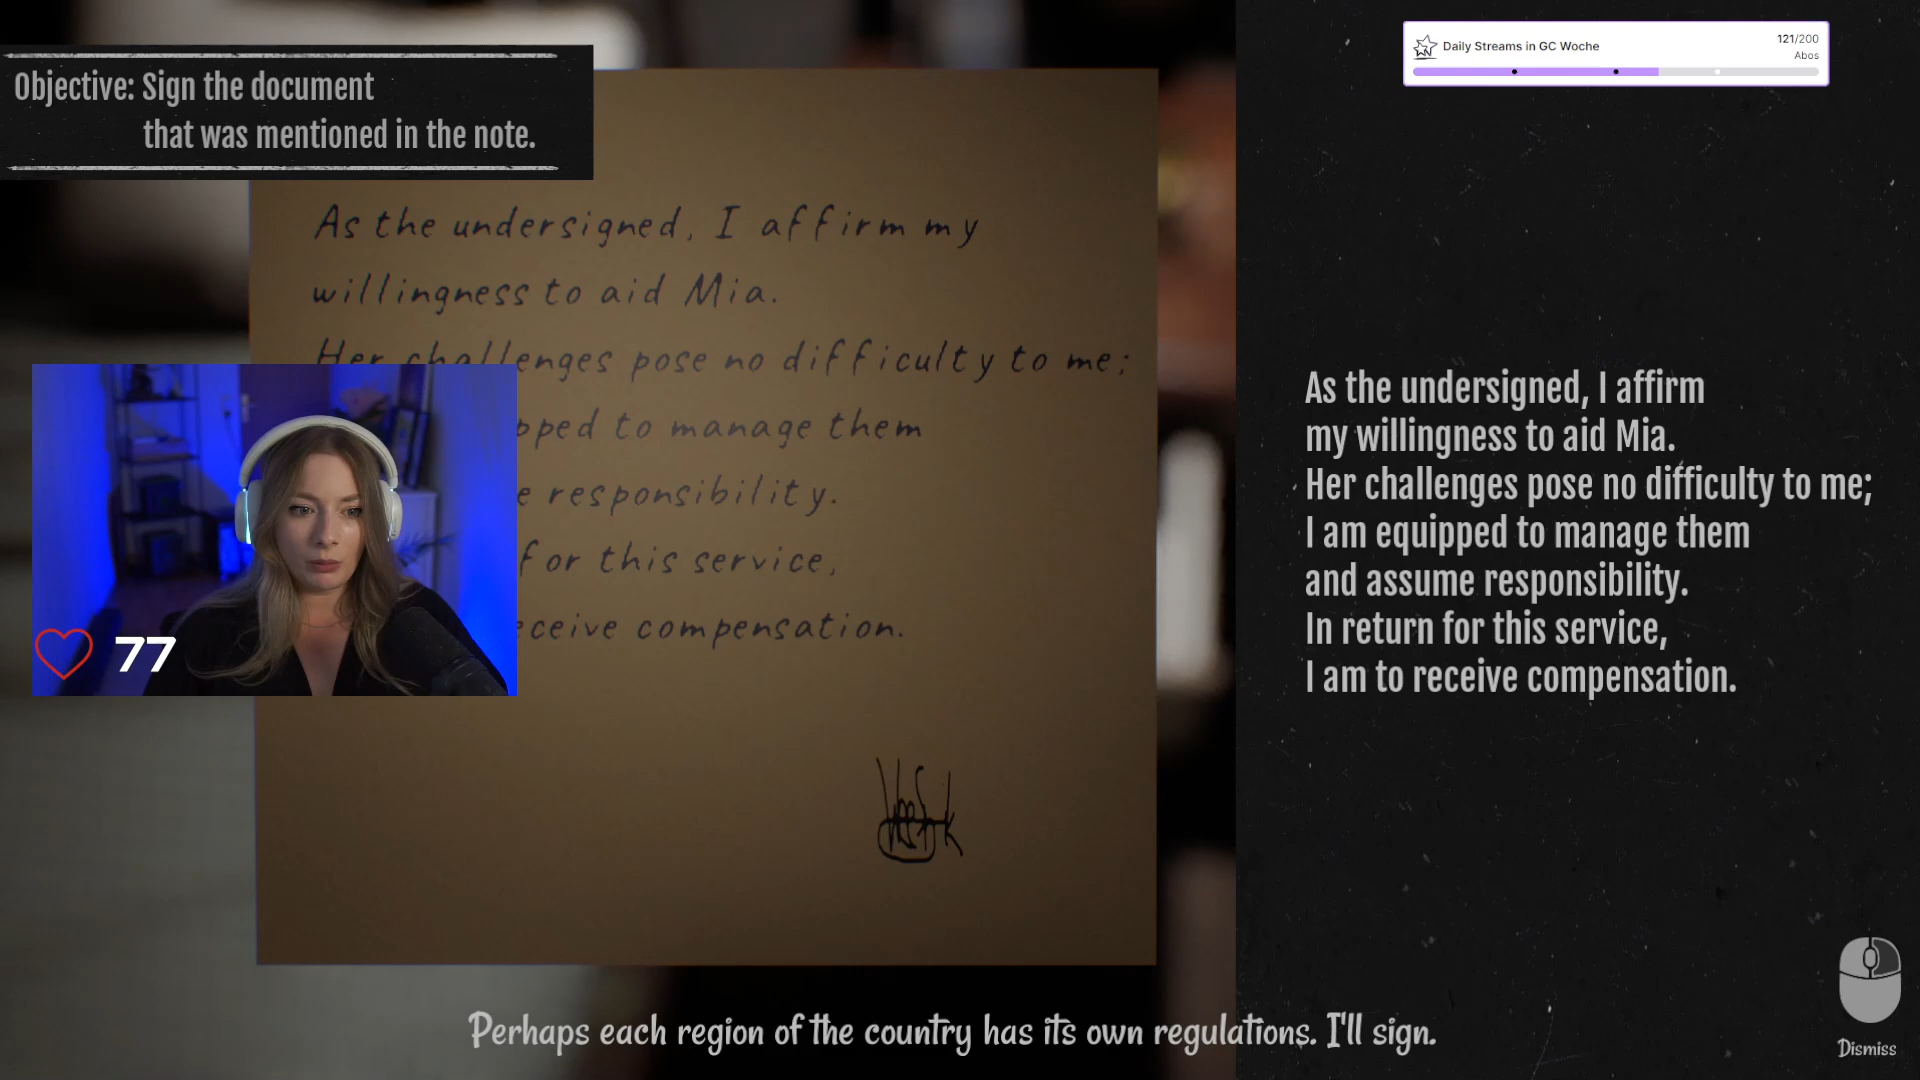 Objective: Sign the document
that was mentioned in the note.
Daily Streams in GC Woche
121/200
Abos
As the undersigned, I affirm my
willingness to aid Mia.
Her challenges pose no difficulty to me;
to manage them
responsibility.
for this service,
compensation.
77
As the undersigned, I affirm
my willingness to aid Mia.
Her challenges pose no difficulty to me;
I am equipped to manage them
and assume responsibility.
In return for this service,
I am to receive compensation.
Perhaps each region of the country has its own regulations. I'll sign.
Dismiss